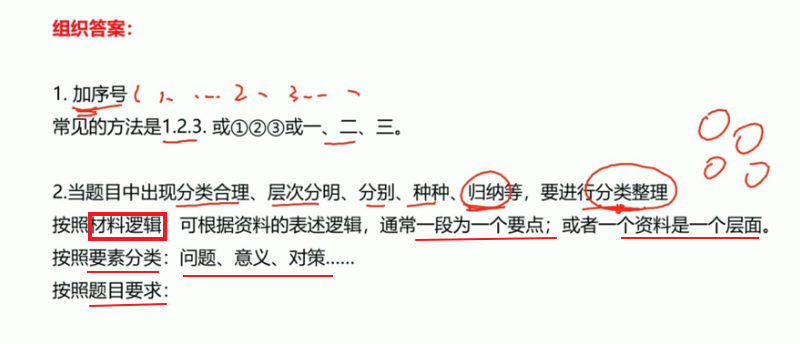 组织答案：
1. 加序号（1、....2、3...、
常见的方法是1.2.3. 或①②③或一、二、三。
2.当题目中出现分类合理、层次分明、分别、种种、归纳等，要进行分类整理
按照材料逻辑：可根据资料的表述逻辑，通常一段为一个要点；或者一个资料是一个层面。
按照要素分类：问题、意义、对策......
按照题目要求：